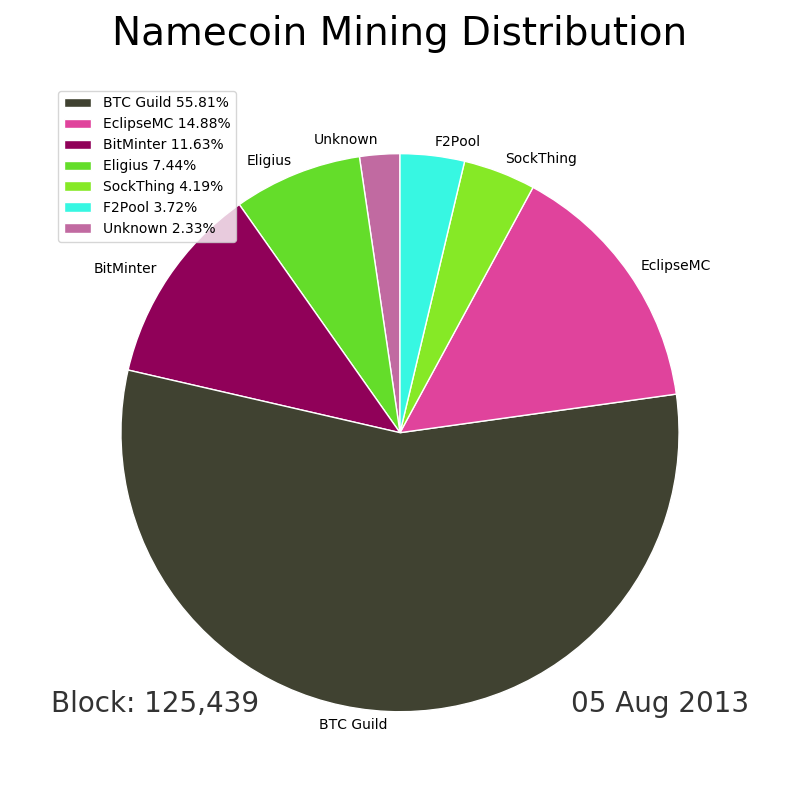 Namecoin Mining Distribution
BTC Guild 55.81%
EclipseMC 14.88%
BitMinter 11.63%
Eligius 7.44%
SockThing 4.19%
F2Pool 3.72%
Unknown 2.33%
Unknown
F2Pool
Eligius
SockThing
EclipseMC
BitMinter
Block: 125,439
05 Aug 2013
BTC Guild